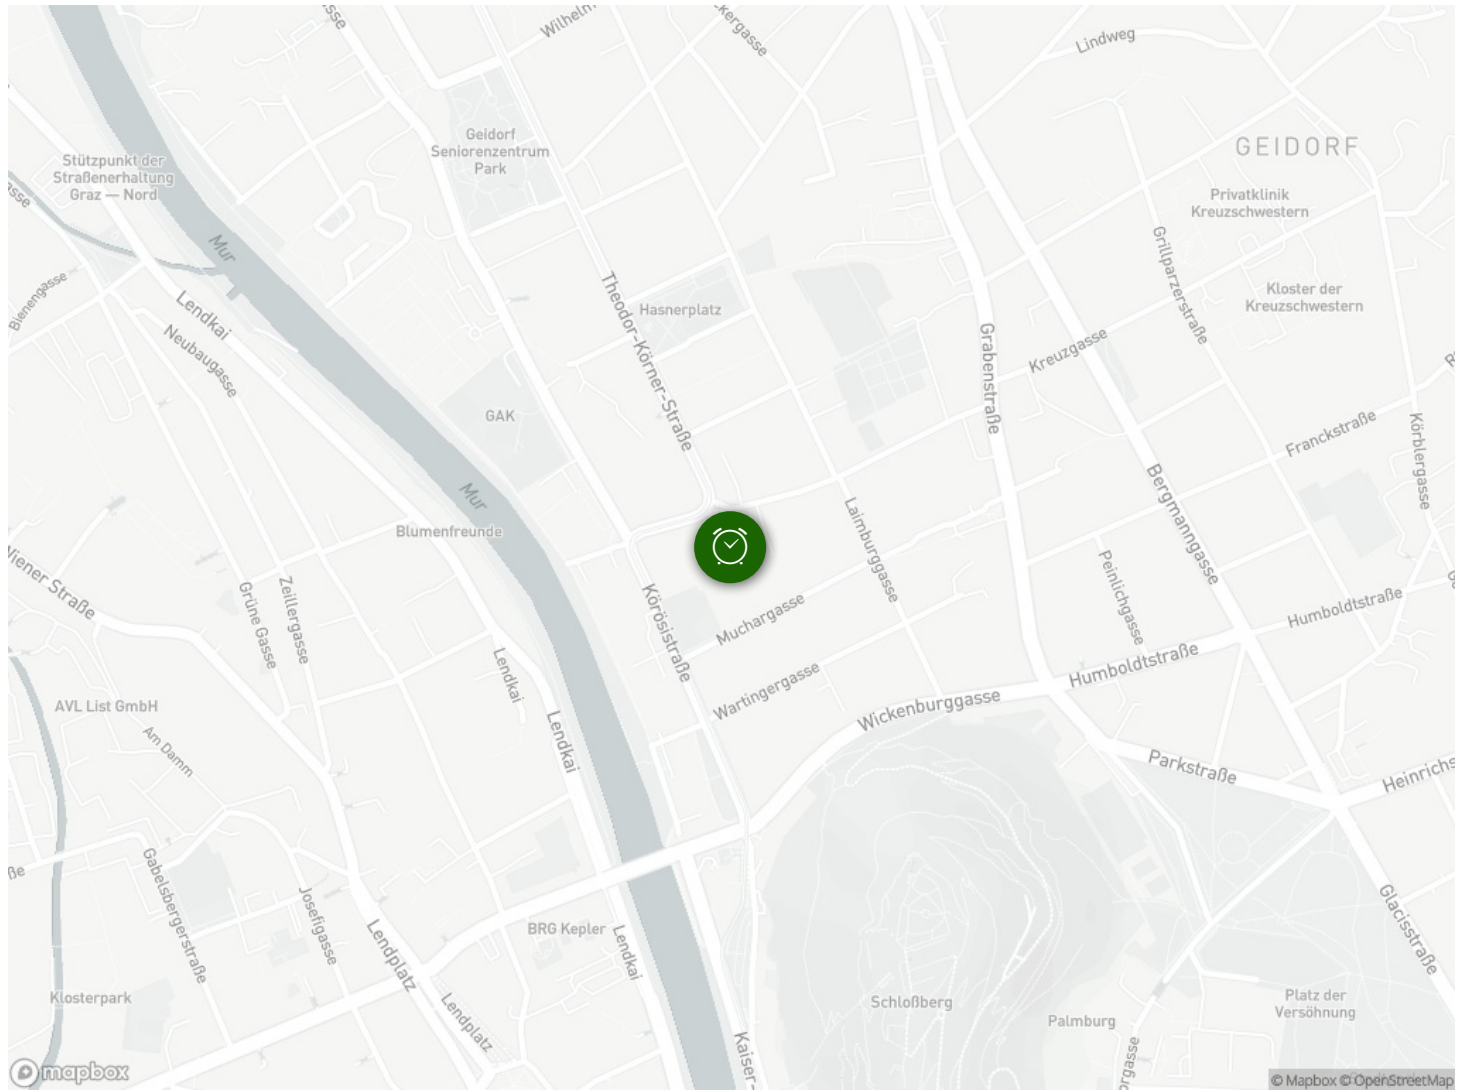 Wilhelm
Lindweg
GEIDORF
Geidorf
Seniorenzentrum
Park
Stützpunkt der
Straßenerhaltung
Graz — Nord
Privatklinik
Kreuzschwestern
Mur
Grillparzerstraße
Bienengasse
Lendkai
Theodor-Körner-Straße
Hasnerplatz
Kloster der
Kreuzschwestern
Neubaugasse
Grabenstraße
Kreuzgasse
GAK
Franckstraße
Körblergasse
Mur
Blumenfreunde
Laimburggasse
Bergmanngasse
Wiener Straße
Grüne Gasse
Zeillergasse
Körösistraße
Muchargasse
Peinlichgasse
Humboldtstraße
Lendkai
Wartingergasse
Humboldtstraße
AVL List GmbH
Am Damm
Lendkai
Wickenburggasse
Parkstraße
Heinrichs
Gabelsbergerstraße
Josefigasse
Lendplatz
BRG Kepler
Lendkai
Glacisstraße
Klosterpark
Lendplatz
Schloßberg
Palmburg
Platz der
Versöhnung
Kaiser-
mapbox
© Mapbox © OpenStreetMap